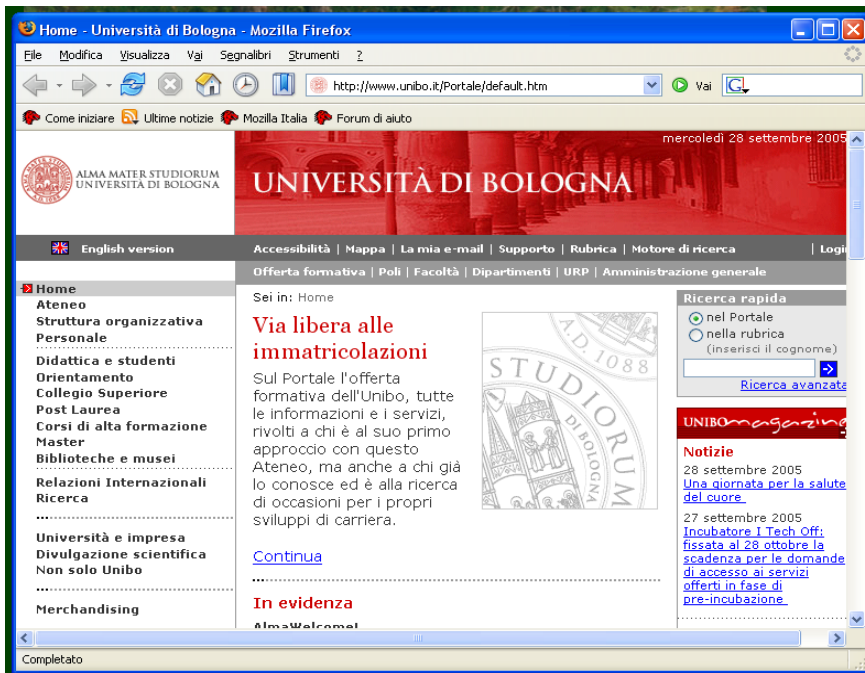 Home - Università di Bologna - Mozilla Firefox
File Modifica Visualizza Vai Segnalibri Strumenti ?
http://www.unibo.it/Portale/default.htm Vai G
Come iniziare Ultime notizie Mozilla Italia Forum di aiuto
mercoledì 28 settembre 2005
ALMA MATER STUDIORUM
UNIVERSITÀ DI BOLOGNA
UNIVERSITÀ DI BOLOGNA
English version
Accessibilità | Mappa | La mia e-mail | Supporto | Rubrica | Motore di ricerca | Logi
Offerta formativa | Poli | Facoltà | Dipartimenti | URP | Amministrazione generale
Home
Ateneo
Struttura organizzativa
Personale
Didattica e studenti
Orientamento
Collegio Superiore
Post Laurea
Corsi di alta formazione
Master
Biblioteche e musei
Relazioni Internazionali
Ricerca
Università e impresa
Divulgazione scientifica
Non solo Unibo
Merchandising
Sei in: Home
Via libera alle
immatricolazioni
Sul Portale l'offerta
formativa dell'Unibo, tutte
le informazioni e i servizi,
rivolti a chi è al suo primo
approccio con questo
Ateneo, ma anche a chi già
lo conosce ed è alla ricerca
di occasioni per i propri
sviluppi di carriera.
Continua
A.D. 1088
STUDIORUM
DI BOLOGNA
In evidenza
AlmaWelcome!
Ricerca rapida
nel Portale
nella rubrica
(inserisci il cognome)
Ricerca avanzata
UNIBO magazine
Notizie
28 settembre 2005
Una giornata per la salute
del cuore
27 settembre 2005
Incubatore I Tech Off:
fissata al 28 ottobre la
scadenza per le domande
di accesso ai servizi
offerti in fase di
pre-incubazione
Completato